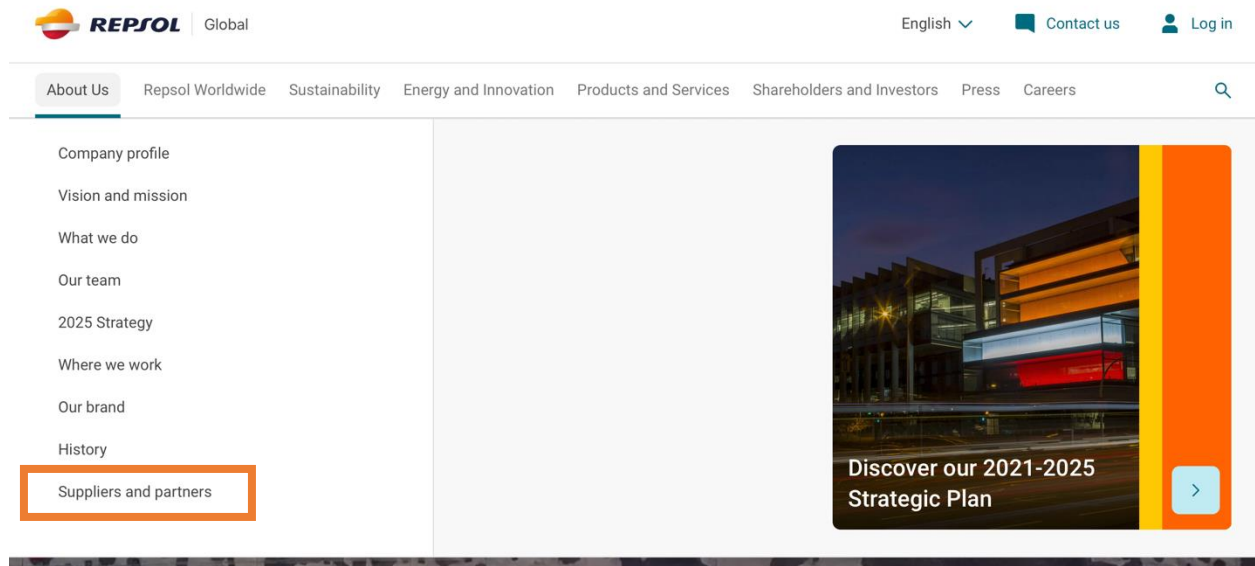 REPSOL Global English Contact us Log in
About Us Repsol Worldwide Sustainability Energy and Innovation Products and Services Shareholders and Investors Press Careers
Company profile
Vision and mission
What we do
Our team
2025 Strategy
Where we work
Our brand
History
Suppliers and partners
Discover our 2021-2025
Strategic Plan